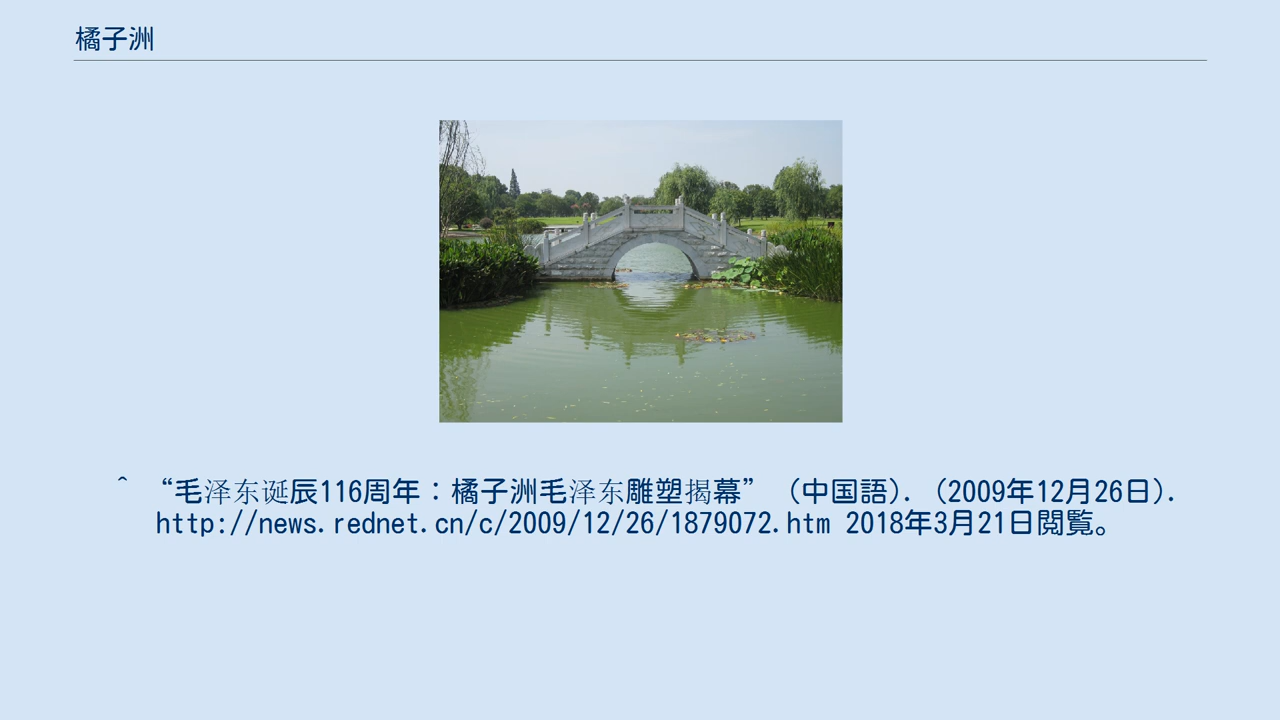 橘子洲
^ “毛泽东诞辰116周年：橘子洲毛泽东雕塑揭幕” (中国語). (2009年12月26日).
http://news.rednet.cn/c/2009/12/26/1879072.htm 2018年3月21日閲覧。